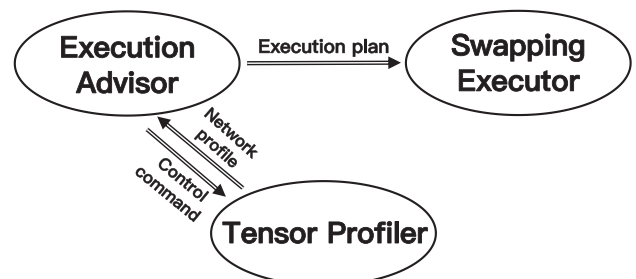 Execution
Advisor
Execution plan
Swapping
Executor
Network
profile
Control
command
Tensor Profiler